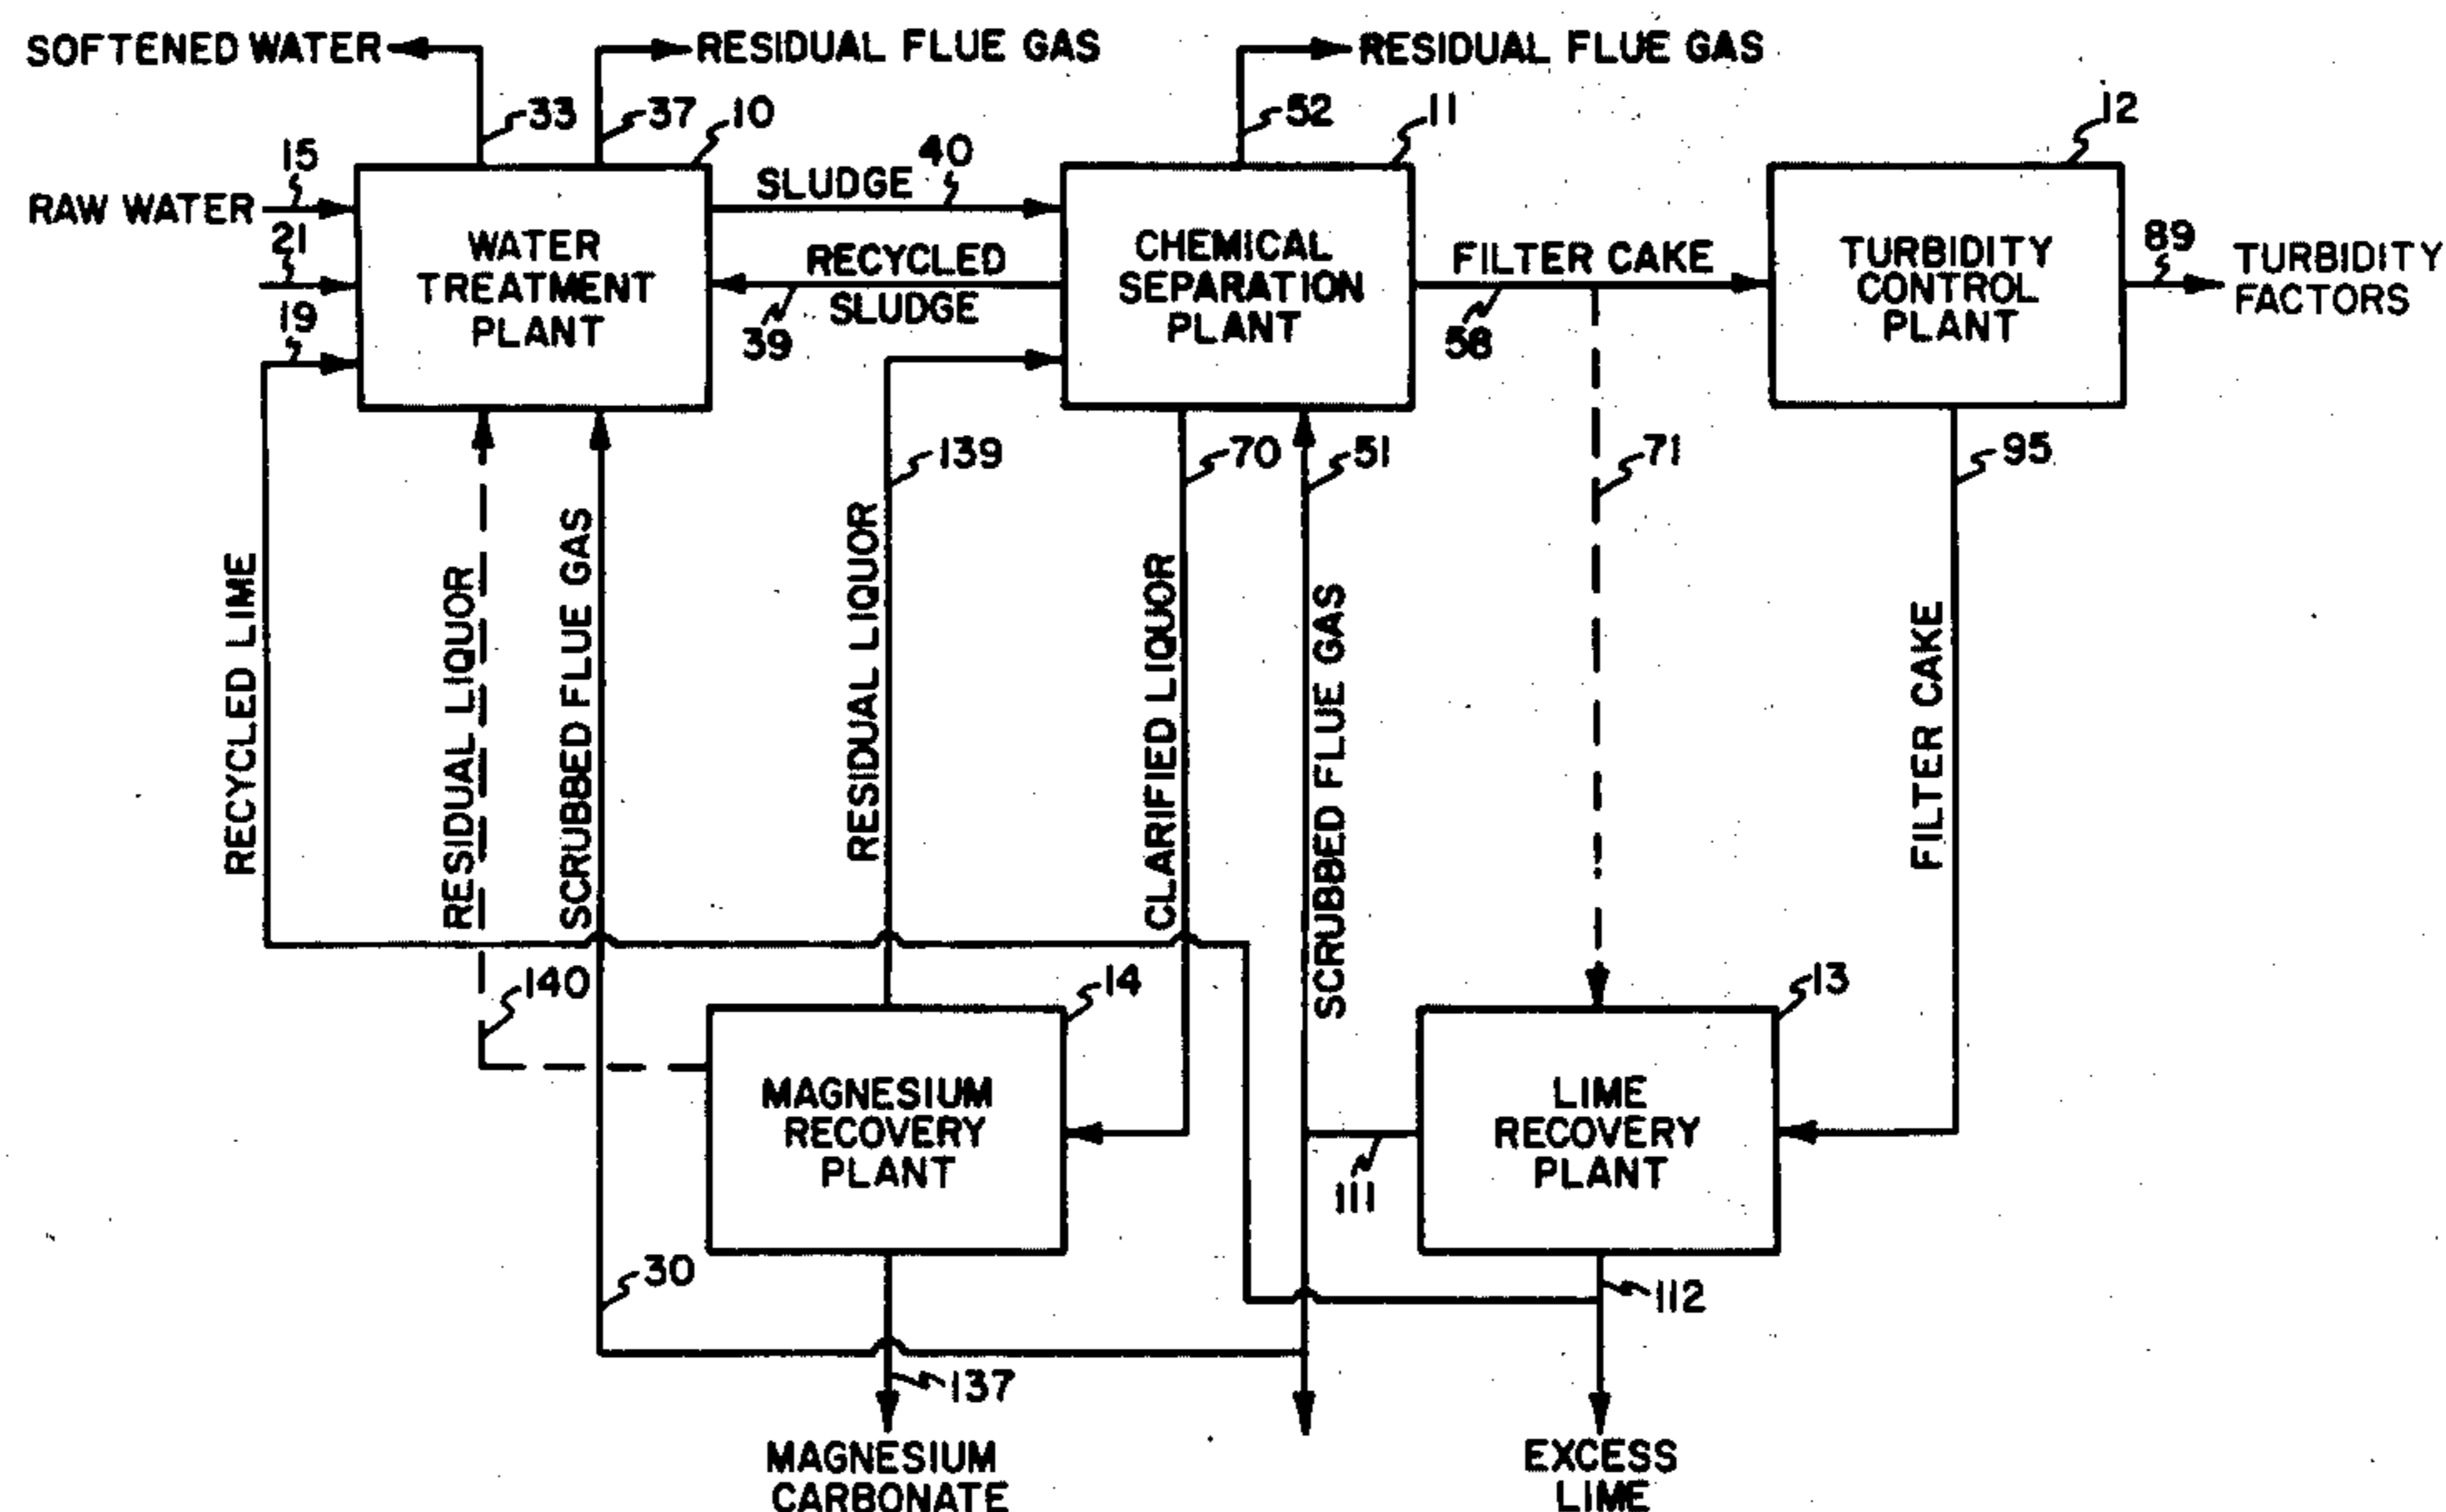 SOFTENED WATER
RESIDUAL FLUE GAS
RESIDUAL FLUE GAS
33
37
10
52
11
12
15
RAW WATER
21
19
WATER
TREATMENT
PLANT
SLUDGE
40
RECYCLED
SLUDGE
39
CHEMICAL
SEPARATION
PLANT
FILTER CAKE
58
TURBIDITY
CONTROL
PLANT
89
TURBIDITY
FACTORS
139
70
51
71
95
RECYCLED LIME
RESIDUAL LIQUOR
SCRUBBED FLUE GAS
RESIDUAL LIQUOR
CLARIFIED LIQUOR
SCRUBBED FLUE GAS
FILTER CAKE
140
14
13
MAGNESIUM
RECOVERY
PLANT
LIME
RECOVERY
PLANT
111
30
112
137
MAGNESIUM
CARBONATE
EXCESS
LIME